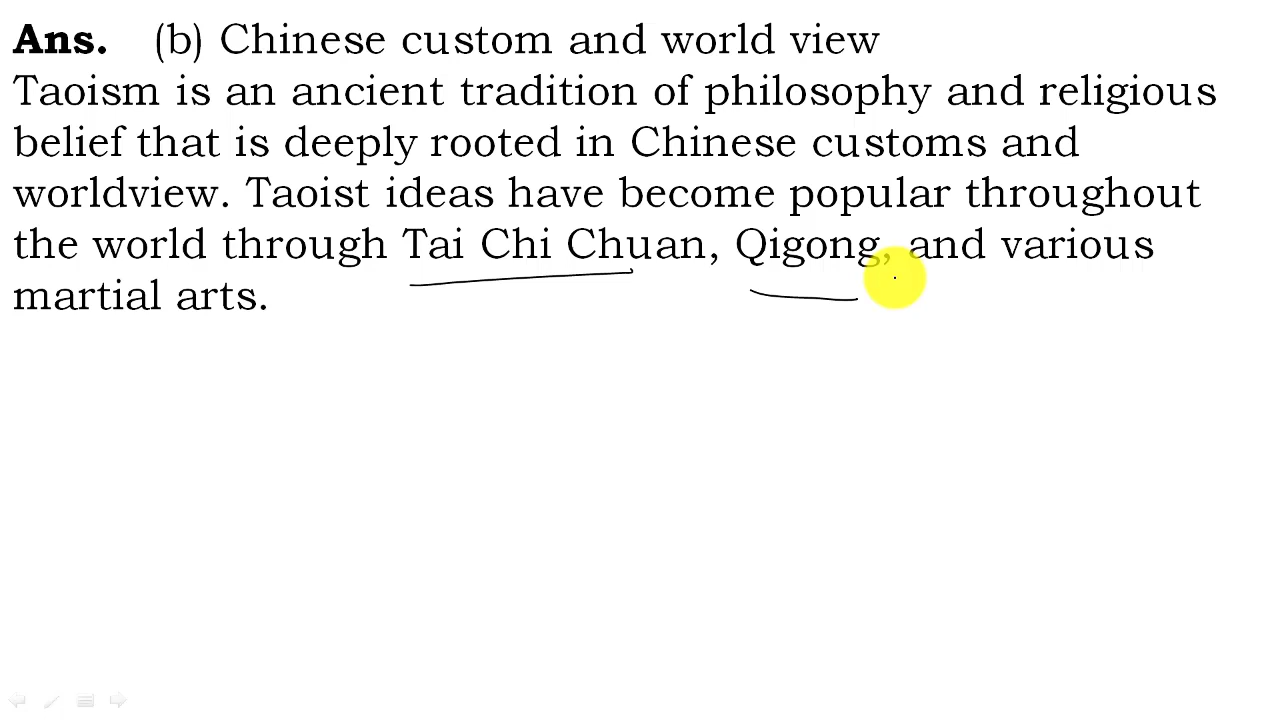 Ans. (b) Chinese custom and world view
Taoism is an ancient tradition of philosophy and religious
belief that is deeply rooted in Chinese customs and
worldview. Taoist ideas have become popular throughout
the world through Tai Chi Chuan, Qigong, and various
martial arts.